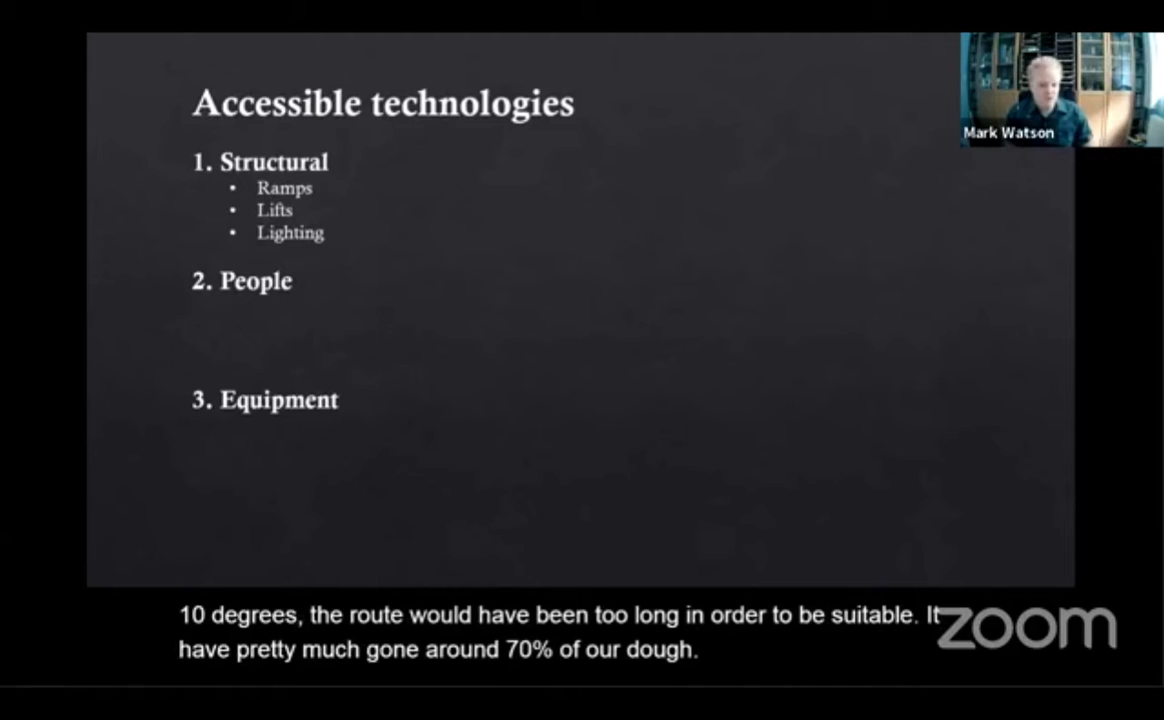 Accessible technologies
Mark Watson
1. Structural
• Ramps
• Lifts
• Lighting
2. People
3. Equipment
10 degrees, the route would have been too long in order to be suitable. It
have pretty much gone around 70% of our dough.
zoom